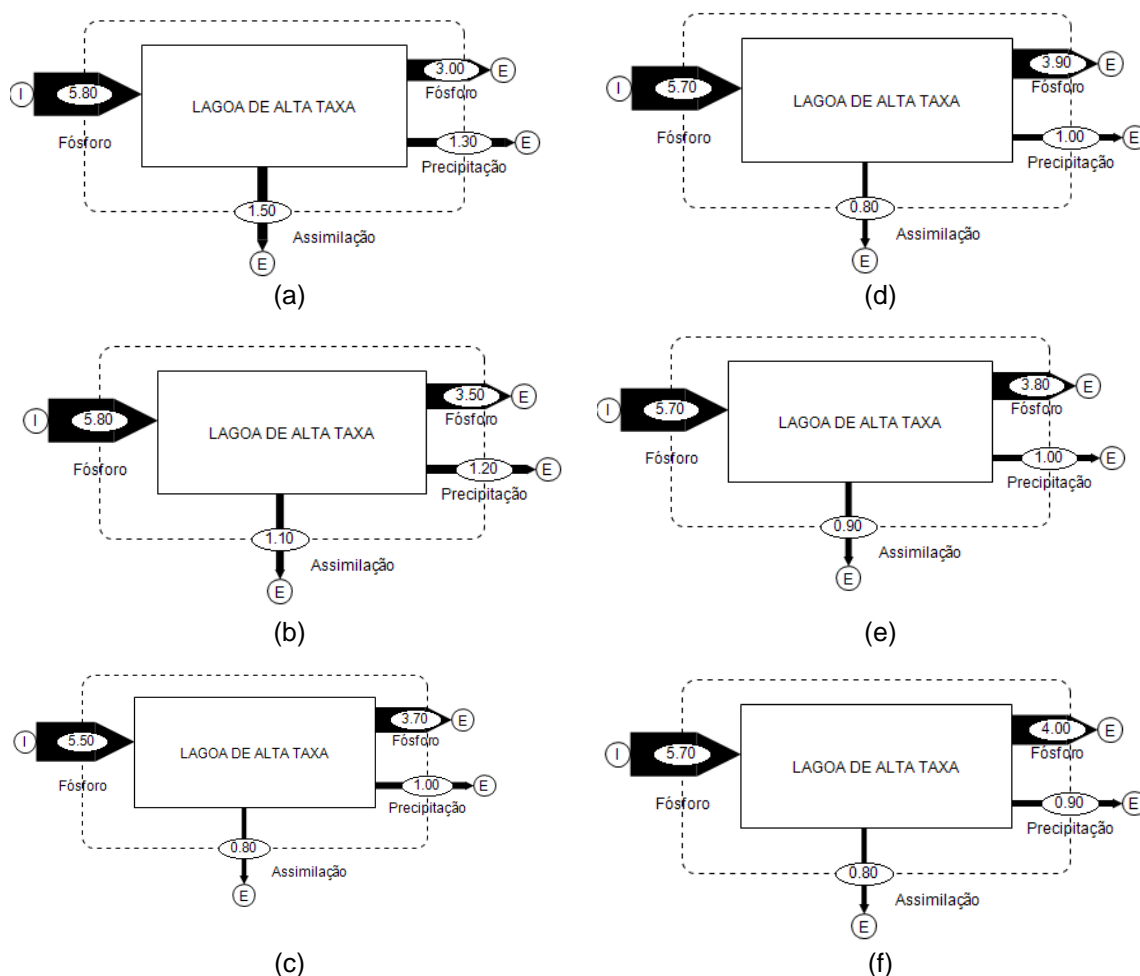 3.00
E
I
5.80
LAGOA DE ALTA TAXA
Fósforo
Fósforo
1.30
E
Precipitação
1.50
Assimilação
E
(a)
3.90
E
I
5.70
LAGOA DE ALTA TAXA
Fósforo
Fósforo
1.00
E
Precipitação
0.80
Assimilação
E
(d)
3.50
E
I
5.80
LAGOA DE ALTA TAXA
Fósforo
Fósforo
1.20
E
Precipitação
1.10
Assimilação
E
(b)
3.80
E
I
5.70
LAGOA DE ALTA TAXA
Fósforo
Fósforo
1.00
E
Precipitação
0.90
Assimilação
E
(e)
3.70
E
I
5.50
LAGOA DE ALTA TAXA
Fósforo
Fósforo
1.00
E
Precipitação
0.80
Assimilação
E
(c)
4.00
E
I
5.70
LAGOA DE ALTA TAXA
Fósforo
Fósforo
0.90
E
Precipitação
0.80
Assimilação
E
(f)